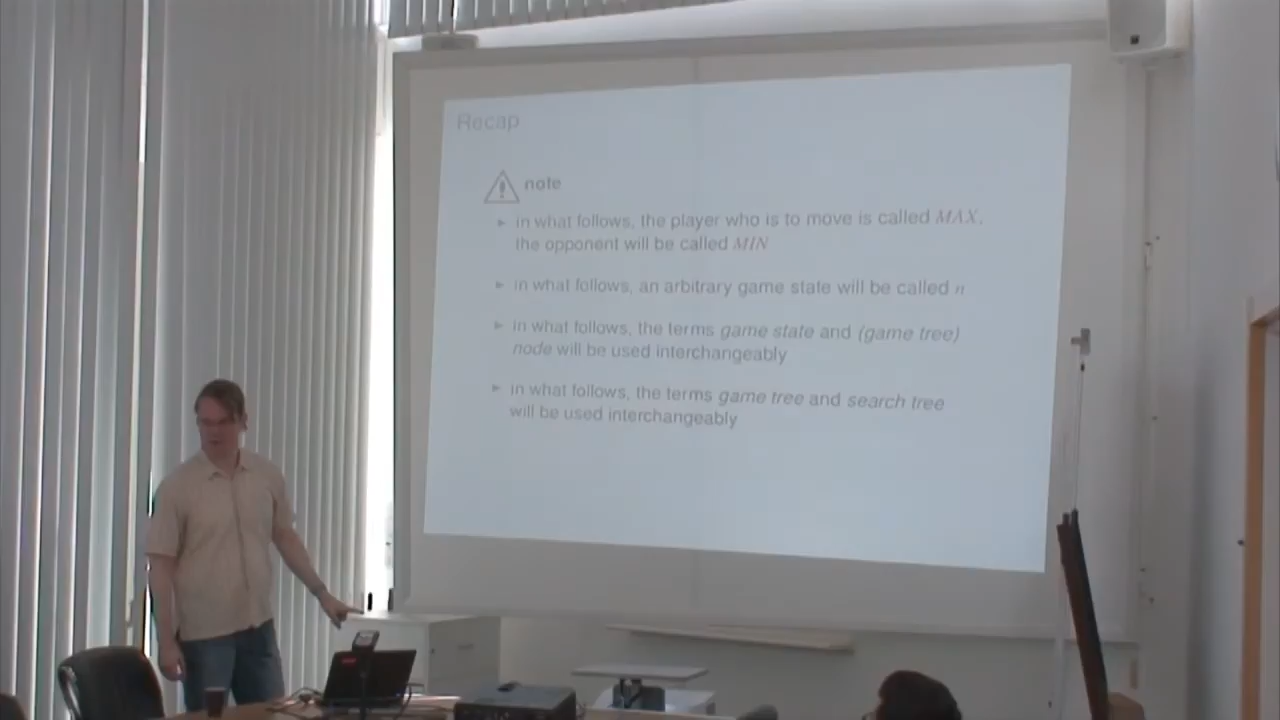 Recap
note
in what follows, the player who is to move is called MAX,
the opponent will be called MIN
in what follows, an arbitrary game state will be called n
in what follows, the terms game state and (game tree)
node will be used interchangeably
in what follows, the terms game tree and search tree
will be used interchangeably